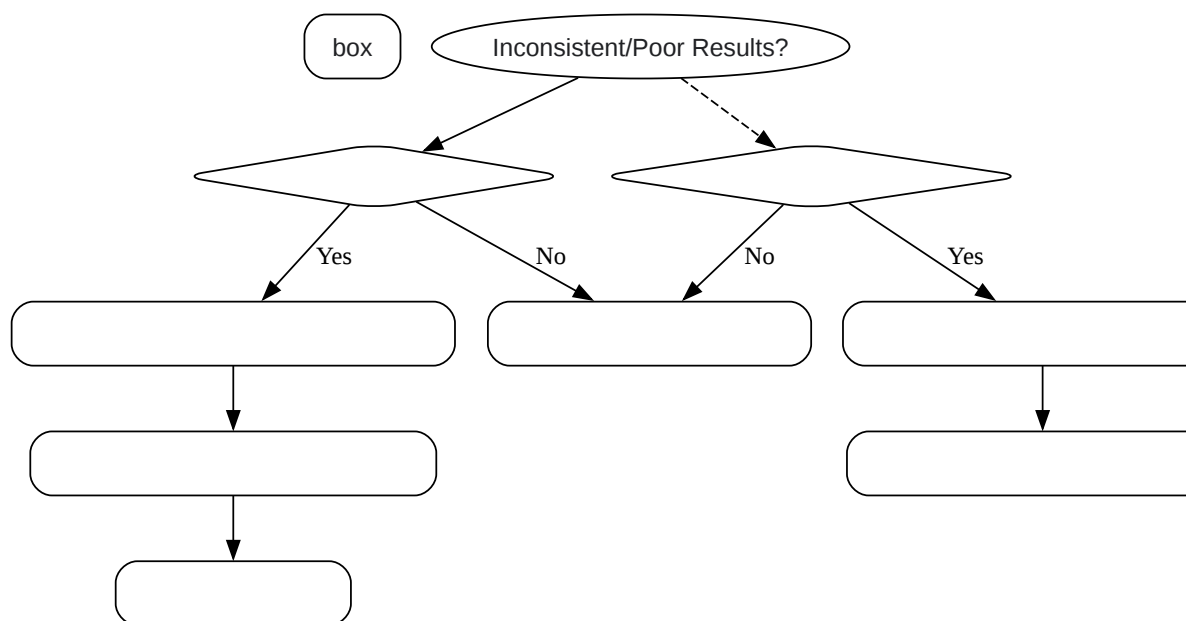 box
Inconsistent/Poor Results?
Yes
No
No
Yes